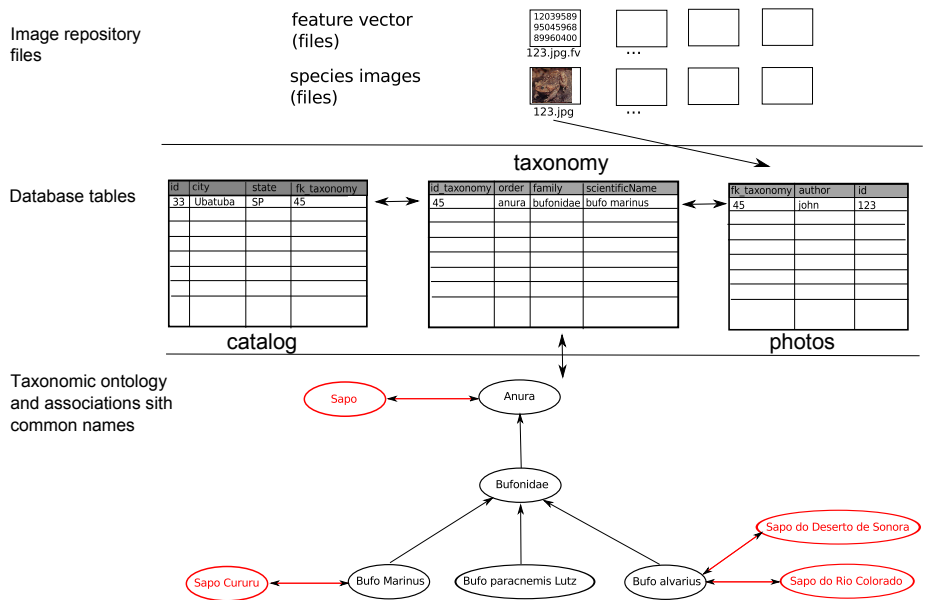 Image repository
files
feature vector
(files)
12039589
95045968
89960400
123.jpg.fv
...
species images
(files)
123.jpg
...
Database tables
taxonomy
id city state fk_taxonomy
33 Ubatuba SP 45
catalog
id_taxonomy order family scientificName
45 anura bufonidae bufo marinus
fk_taxonomy author id
45 john 123
photos
Taxonomic ontology
and associations sith
common names
Sapo
Anura
Bufonidae
Sapo do Deserto de Sonora
Sapo Cururu
Bufo Marinus
Bufo paracnemis Lutz
Bufo alvarius
Sapo do Rio Colorado